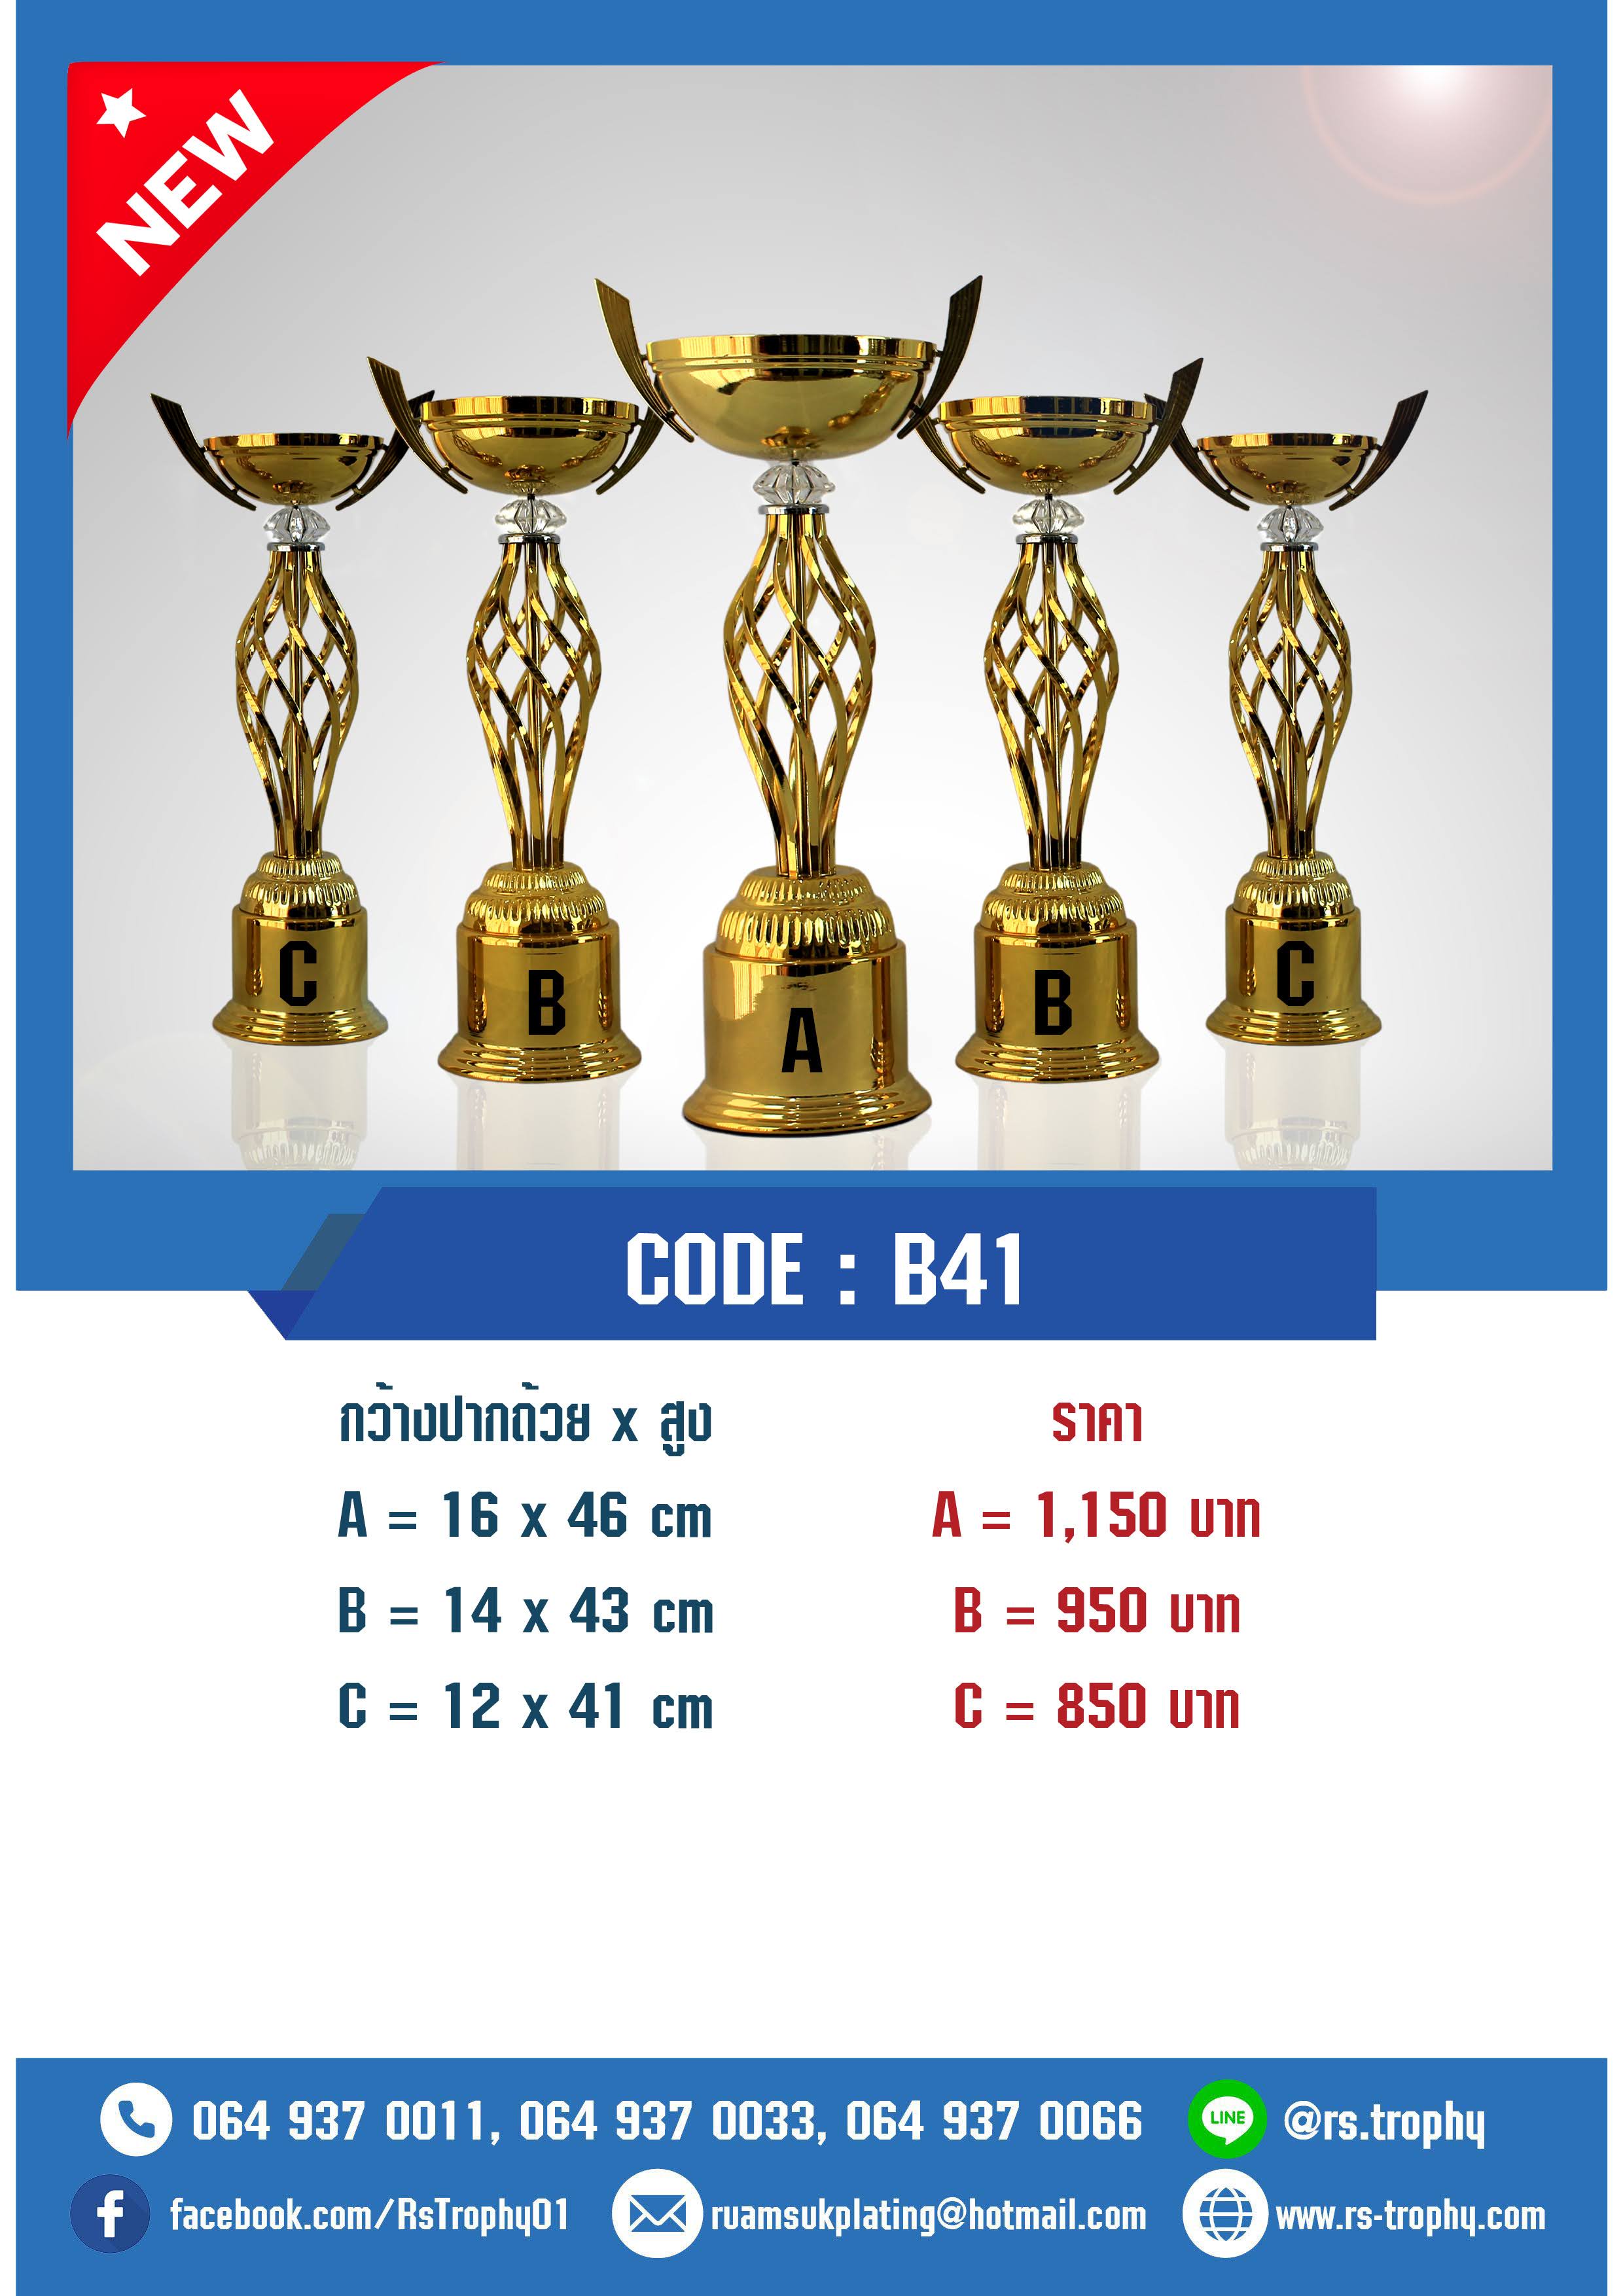 NEW
C
B
A
B
C
CODE : B41
กว้างปากถ้วย x สูง
ราคา
A = 16 x 46 cm
A = 1,150 บาท
B = 14 x 43 cm
B = 950 บาท
C = 12 x 41 cm
C = 850 บาท
064 937 0011, 064 937 0033, 064 937 0066
LINE
@rs.trophy
f
facebook.com/RsTrophy01
ruamsukplating@hotmail.com
www.rs-trophy.com